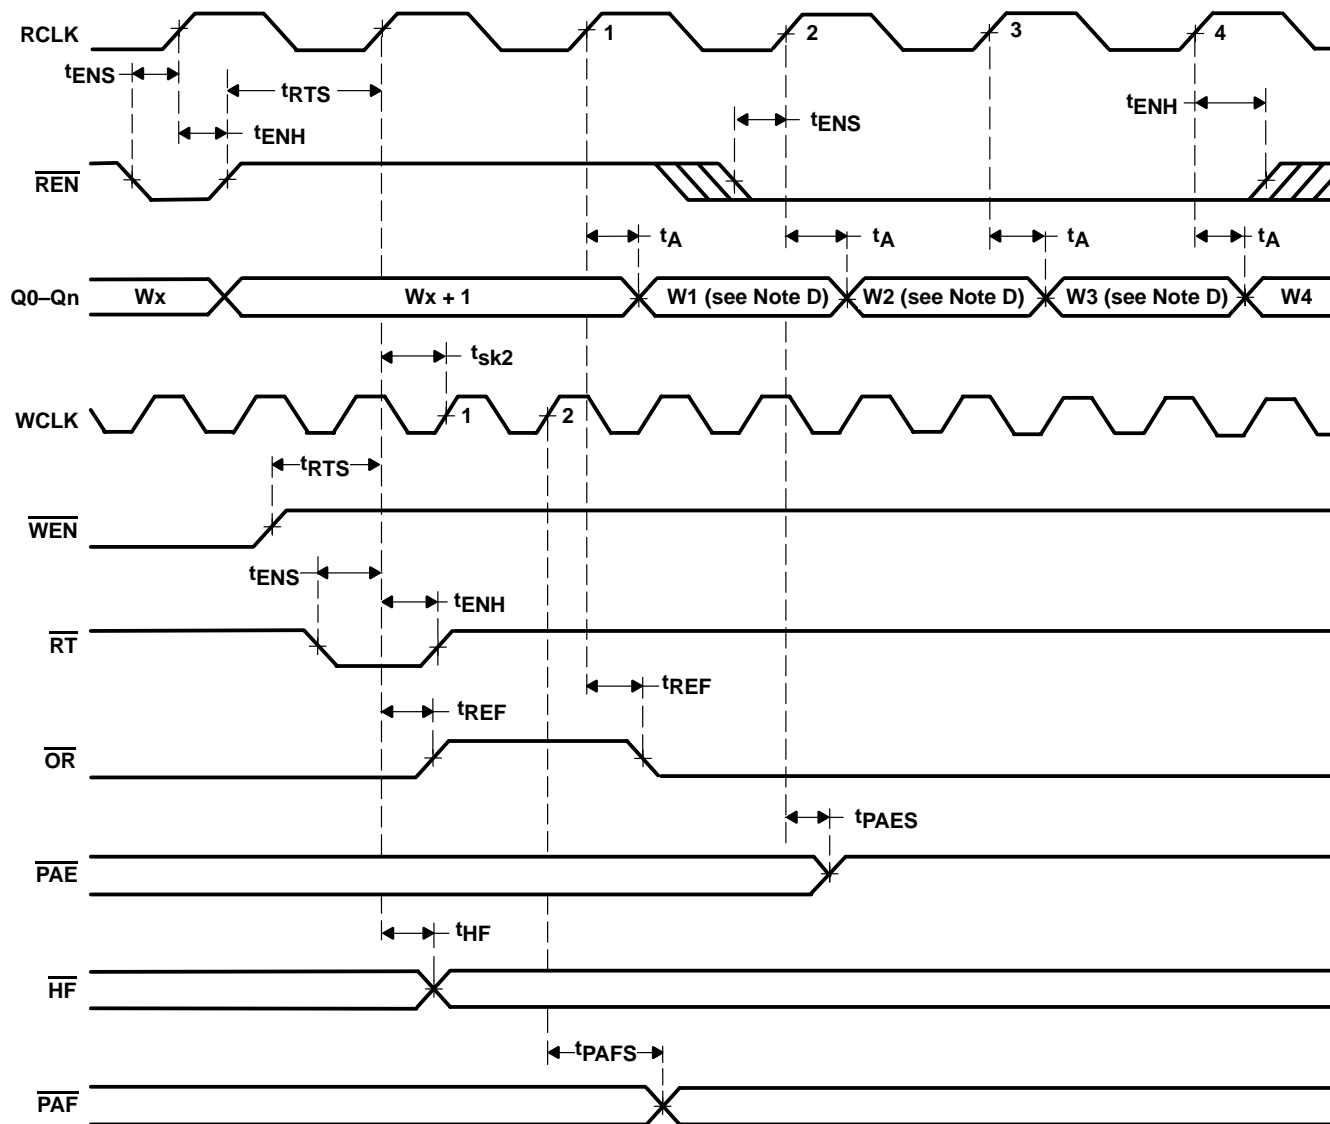 RCLK 1 2 3 4
tENS
tRTS
tENH
tENS
tENH
REN
tA tA tA tA
Q0–Qn Wx Wx + 1 W1 (see Note D) W2 (see Note D) W3 (see Note D) W4
tsk2
WCLK 1 2
tRTS
WEN
tENS
tENH
RT
tREF
tREF
OR
tPAES
PAE
tHF
HF
tPAFS
PAF